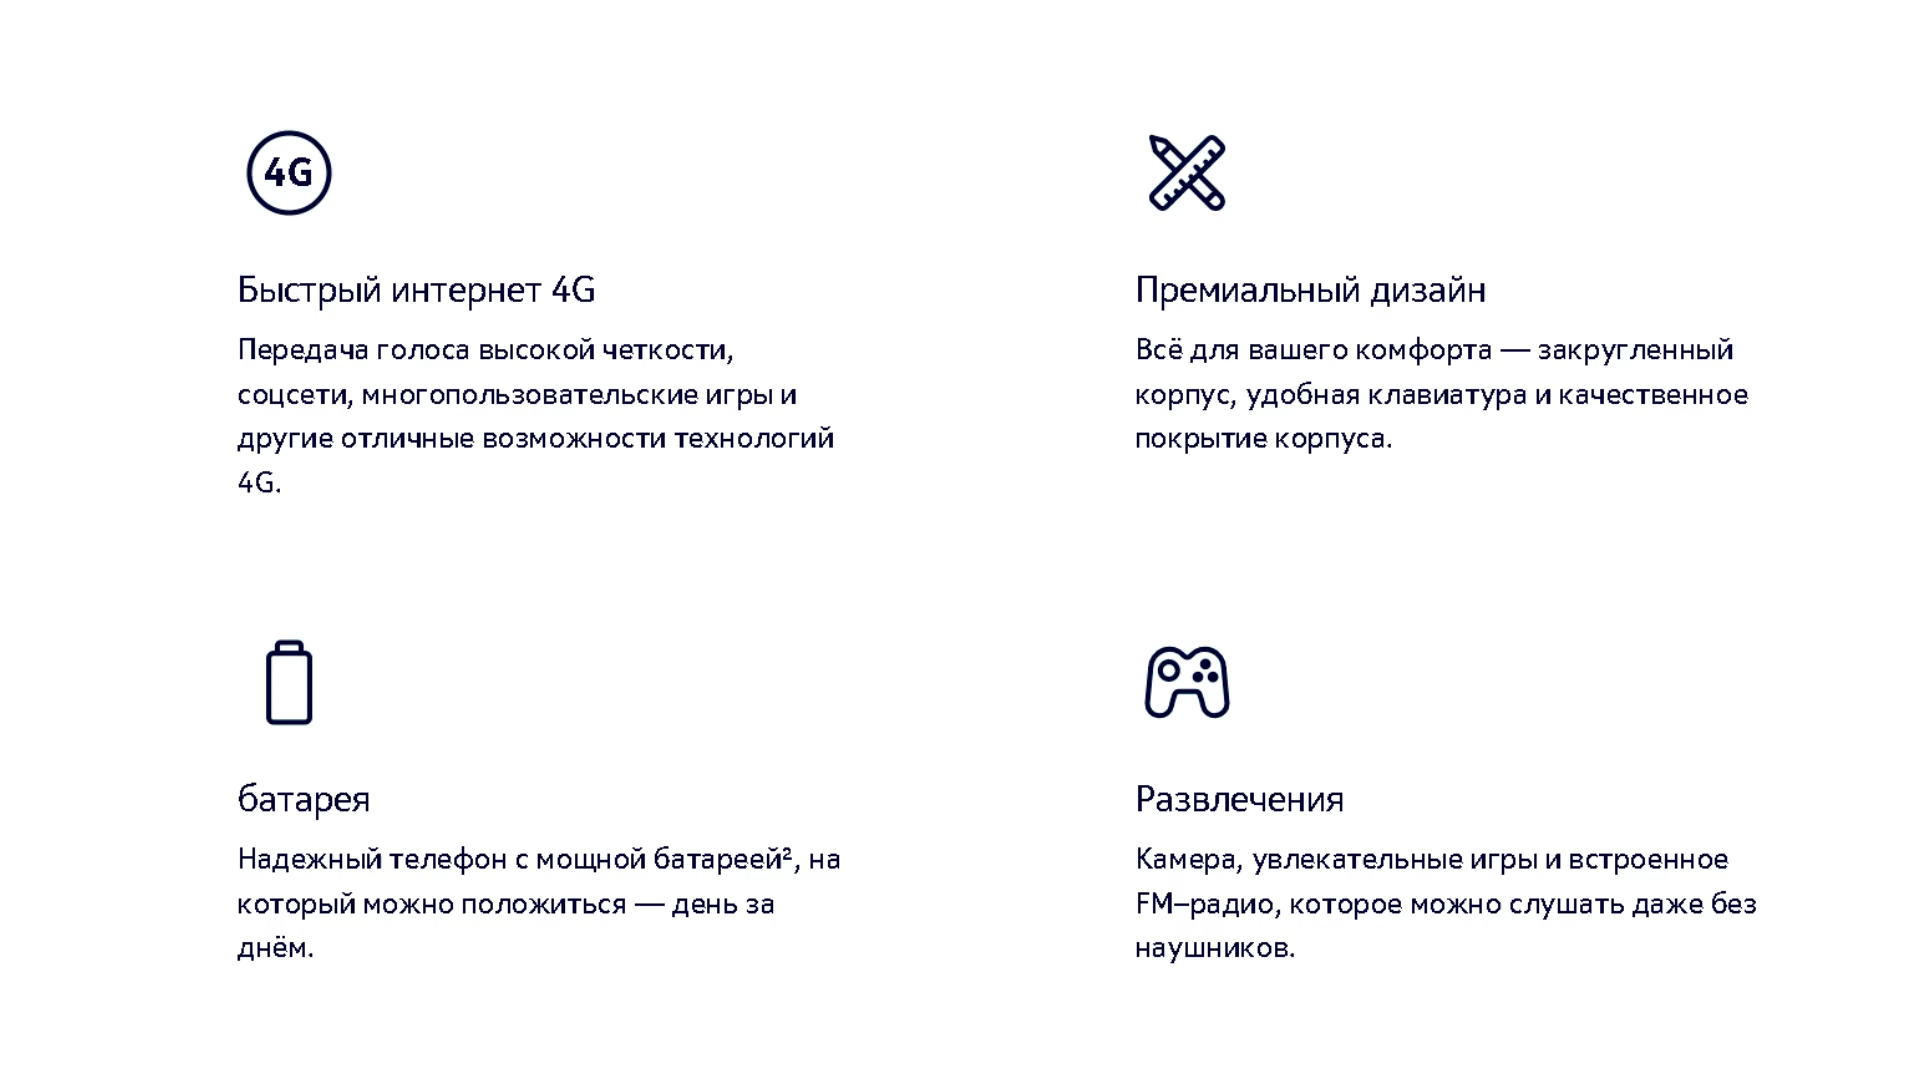 4G
Быстрый интернет 4G
Передача голоса высокой четкости,
соцсети, многопользовательские игры и
другие отличные возможности технологий
4G.
Премиальный дизайн
Всё для вашего комфорта — закругленный
корпус, удобная клавиатура и качественное
покрытие корпуса.
батарея
Надежный телефон с мощной батареей², на
который можно положиться — день за
днём.
Развлечения
Камера, увлекательные игры и встроенное
FM–радио, которое можно слушать даже без
наушников.